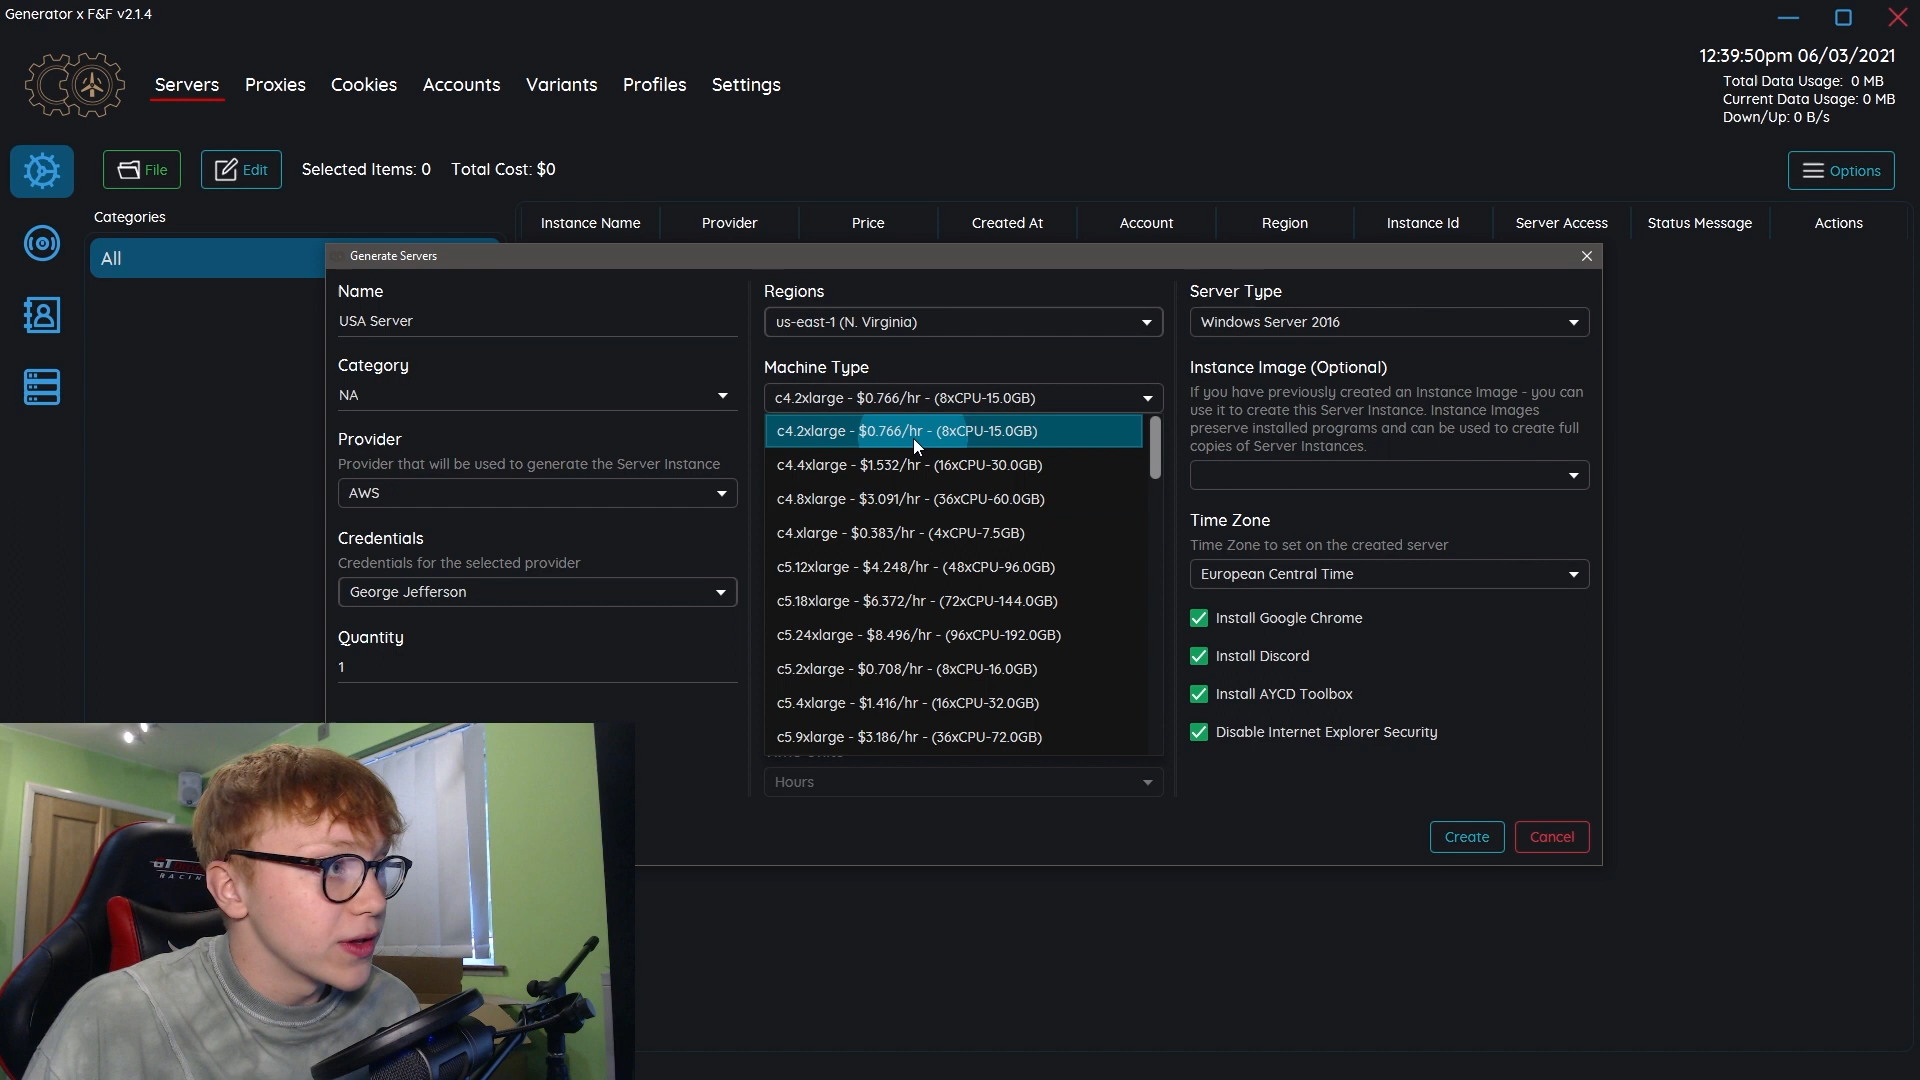 Generator x F&F v2.1.4
12:39:50pm 06/03/2021
Total Data Usage: 0 MB
Current Data Usage: 0 MB
Down/Up: 0 B/s
Servers
Proxies
Cookies
Accounts
Variants
Profiles
Settings
File
Edit
Selected Items: 0
Total Cost: $0
Options
Categories
All
Instance Name
Provider
Price
Created At
Account
Region
Instance Id
Server Access
Status Message
Actions
Generate Servers
Name
USA Server
Category
NA
Provider
Provider that will be used to generate the Server Instance
AWS
Credentials
Credentials for the selected provider
George Jefferson
Quantity
1
Regions
us-east-1 (N. Virginia)
Machine Type
c4.2xlarge - $0.766/hr - (8xCPU-15.0GB)
c4.2xlarge - $0.766/hr - (8xCPU-15.0GB)
c4.4xlarge - $1.532/hr - (16xCPU-30.0GB)
c4.8xlarge - $3.091/hr - (36xCPU-60.0GB)
c4.xlarge - $0.383/hr - (4xCPU-7.5GB)
c5.12xlarge - $4.248/hr - (48xCPU-96.0GB)
c5.18xlarge - $6.372/hr - (72xCPU-144.0GB)
c5.24xlarge - $8.496/hr - (96xCPU-192.0GB)
c5.2xlarge - $0.708/hr - (8xCPU-16.0GB)
c5.4xlarge - $1.416/hr - (16xCPU-32.0GB)
c5.9xlarge - $3.186/hr - (36xCPU-72.0GB)
Hours
Server Type
Windows Server 2016
Instance Image (Optional)
If you have previously created an Instance Image - you can
use it to create this Server Instance. Instance Images
preserve installed programs and can be used to create full
copies of Server Instances.
Time Zone
Time Zone to set on the created server
European Central Time
Install Google Chrome
Install Discord
Install AYCD Toolbox
Disable Internet Explorer Security
Create
Cancel